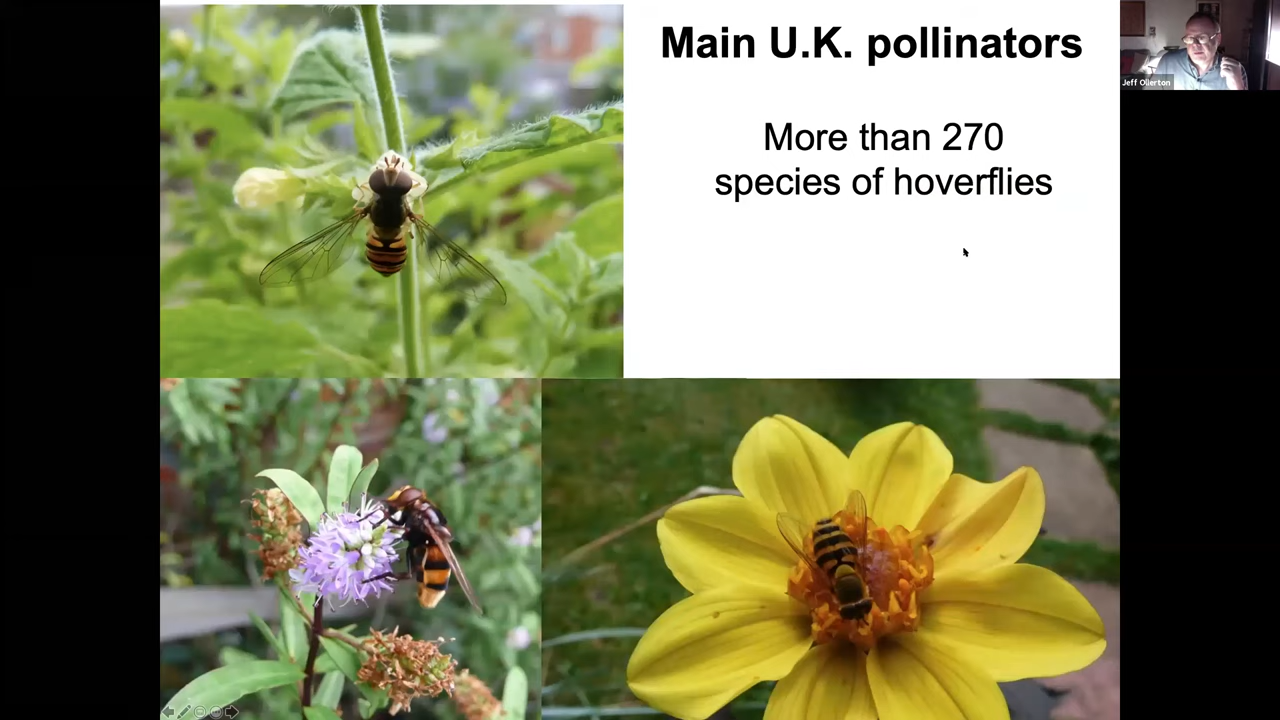 Main U.K. pollinators
More than 270
species of hoverflies
Jeff Ollerton